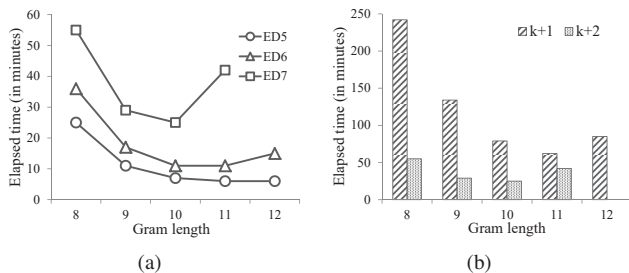 60
50
40
30
20
10
0
Elapsed time (in minutes)
ED5
ED6
ED7
8 9 10 11 12
Gram length
(a)
250
200
150
100
50
0
Elapsed time (in minutes)
k+1 k+2
8 9 10 11 12
Gram length
(b)